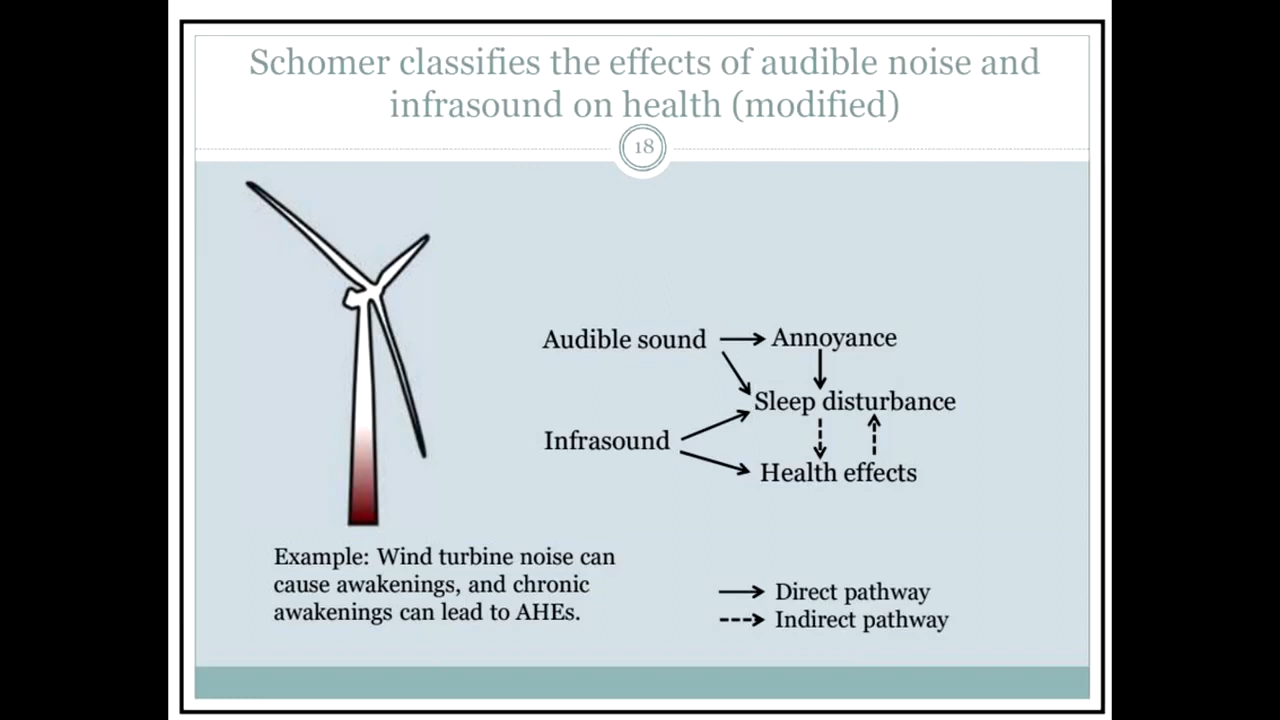 Schomer classifies the effects of audible noise and
infrasound on health (modified)
18
Audible sound
Annoyance
Sleep disturbance
Infrasound
Health effects
Example: Wind turbine noise can
cause awakenings, and chronic
awakenings can lead to AHEs.
Direct pathway
Indirect pathway